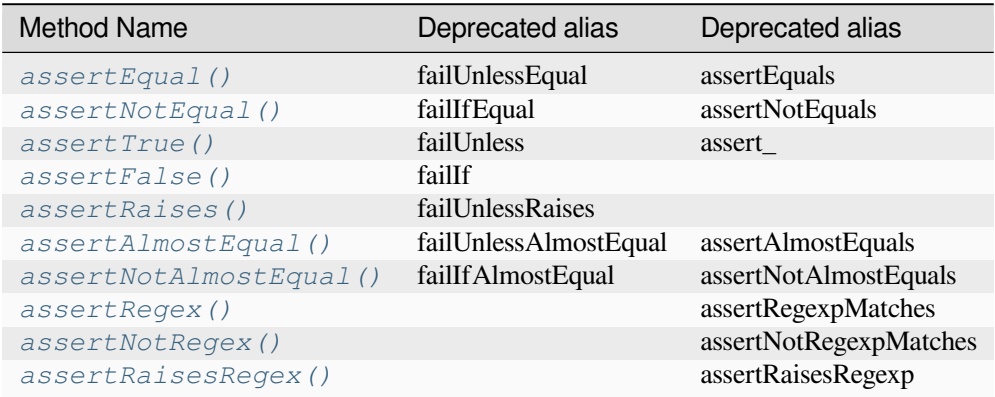 Method Name Deprecated alias Deprecated alias
assertEqual() failUnlessEqual assertEquals
assertNotEqual() failIfEqual assertNotEquals
assertTrue() failUnless assert_
assertFalse() failIf
assertRaises() failUnlessRaises
assertAlmostEqual() failUnlessAlmostEqual assertAlmostEquals
assertNotAlmostEqual() failIfAlmostEqual assertNotAlmostEquals
assertRegex() assertRegexpMatches
assertNotRegex() assertNotRegexpMatches
assertRaisesRegex() assertRaisesRegexp